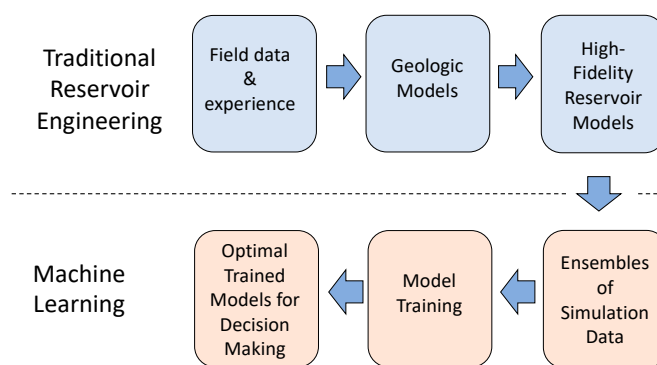 Traditional
Reservoir
Engineering
Field data
&
experience
Geologic
Models
High-
Fidelity
Reservoir
Models
Machine
Learning
Optimal
Trained
Models for
Decision
Making
Model
Training
Ensembles
of
Simulation
Data